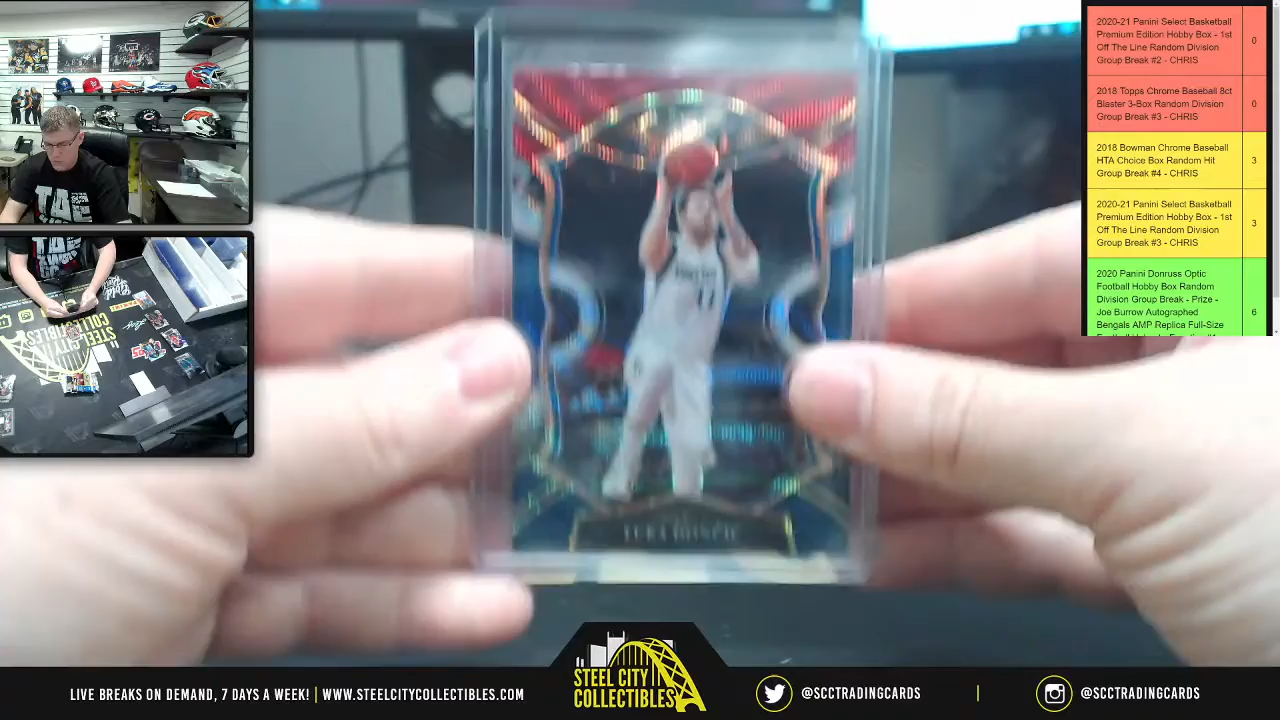 2020-21 Panini Select Basketball
Premium Edition Hobby Box - 1st
Off The Line Random Division
Group Break #2 - CHRIS
0
2018 Topps Chrome Baseball 8ct
Blaster 3-Box Random Division
Group Break #3 - CHRIS
0
2018 Bowman Chrome Baseball
HTA Choice Box Random Hit
Group Break #4 - CHRIS
3
2020-21 Panini Select Basketball
Premium Edition Hobby Box - 1st
Off The Line Random Division
Group Break #3 - CHRIS
3
2020 Panini Donruss Optic
Football Hobby Box Random
Division Group Break - Prize -
Joe Burrow Autographed
Bengals AMP Replica Full-Size
6
LUKA DONCIC
LIVE BREAKS ON DEMAND, 7 DAYS A WEEK! | WWW.STEELCITYCOLLECTIBLES.COM
STEEL CITY
COLLECTIBLES
@SCCTRADINGCARDS
|
@SCCTRADINGCARDS